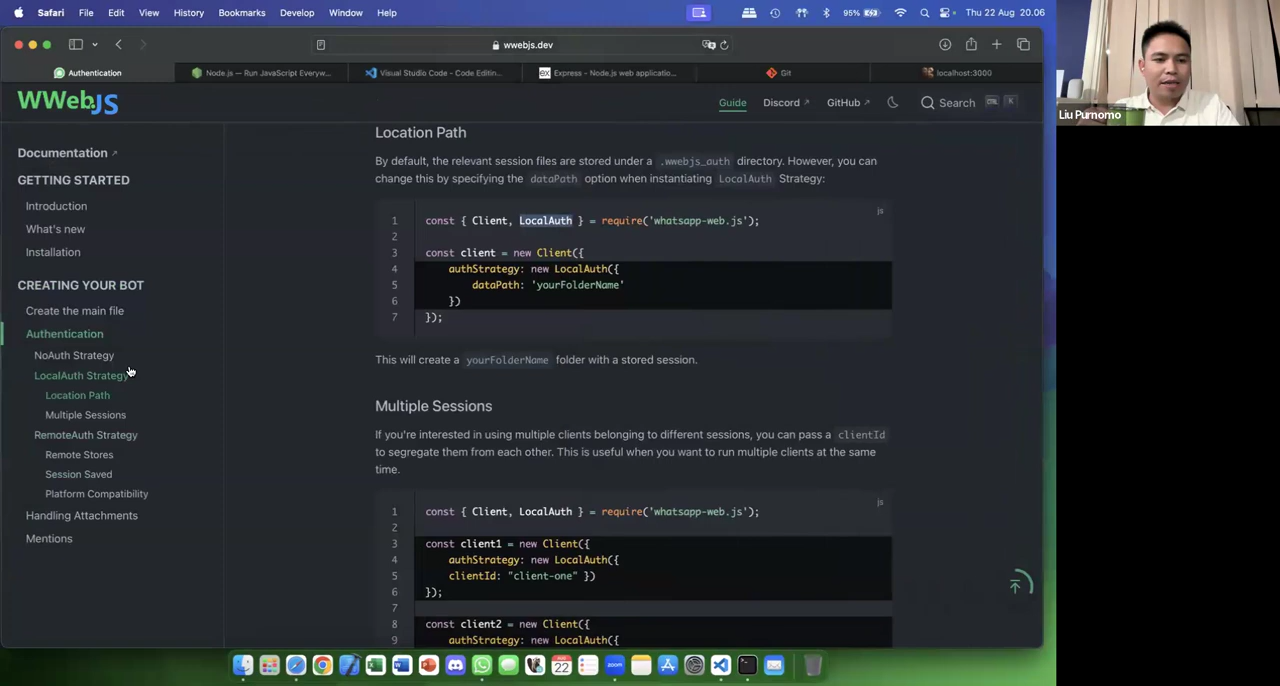 Safari File Edit View History Bookmarks Develop Window Help
95% Thu 22 Aug 20.06
wwebjs.dev
Authentication
Node.js — Run JavaScript Everyw...
Visual Studio Code - Code Editin...
ex Express - Node.js web applicatio...
Git
localhost:3000
WWebJS
Guide Discord GitHub Search K
Documentation
GETTING STARTED
Introduction
What's new
Installation
CREATING YOUR BOT
Create the main file
Authentication
NoAuth Strategy
LocalAuth Strategy
Location Path
Multiple Sessions
RemoteAuth Strategy
Remote Stores
Session Saved
Platform Compatibility
Handling Attachments
Mentions
Location Path
By default, the relevant session files are stored under a .wwebjs_auth directory. However, you can
change this by specifying the dataPath option when instantiating LocalAuth Strategy:
js
1 const { Client, LocalAuth } = require('whatsapp-web.js');
2
3 const client = new Client({
4 authStrategy: new LocalAuth({
5 dataPath: 'yourFolderName'
6 })
7 });
This will create a yourFolderName folder with a stored session.
Multiple Sessions
If you're interested in using multiple clients belonging to different sessions, you can pass a clientId
to segregate them from each other. This is useful when you want to run multiple clients at the same
time.
js
1 const { Client, LocalAuth } = require('whatsapp-web.js');
2
3 const client1 = new Client({
4 authStrategy: new LocalAuth({
5 clientId: "client-one" })
6 });
7
8 const client2 = new Client({
9 authStrategy: new LocalAuth({
Liu Purnomo
22
zoom